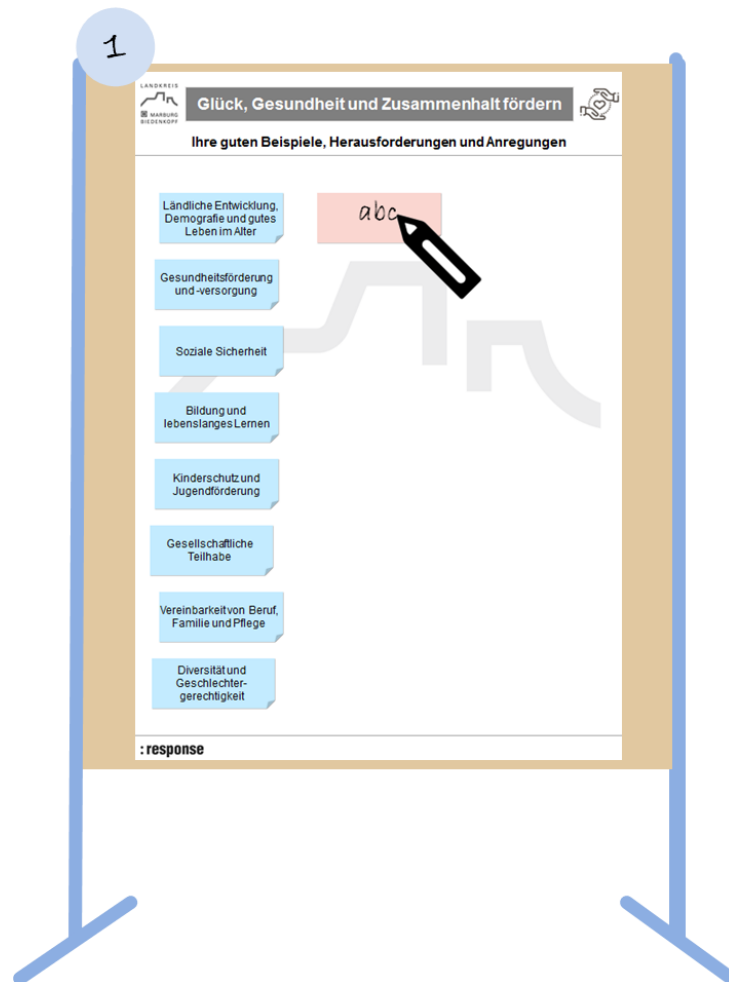 1
LANDKREIS
MARBURG
BIEDENKOPF
Glück, Gesundheit und Zusammenhalt fördern
Ihre guten Beispiele, Herausforderungen und Anregungen
Ländliche Entwicklung,
Demografie und gutes
Leben im Alter
abc
Gesundheitsförderung
und -versorgung
Soziale Sicherheit
Bildung und
lebenslanges Lernen
Kinderschutz und
Jugendförderung
Gesellschaftliche
Teilhabe
Vereinbarkeit von Beruf,
Familie und Pflege
Diversität und
Geschlechter-
gerechtigkeit
: response